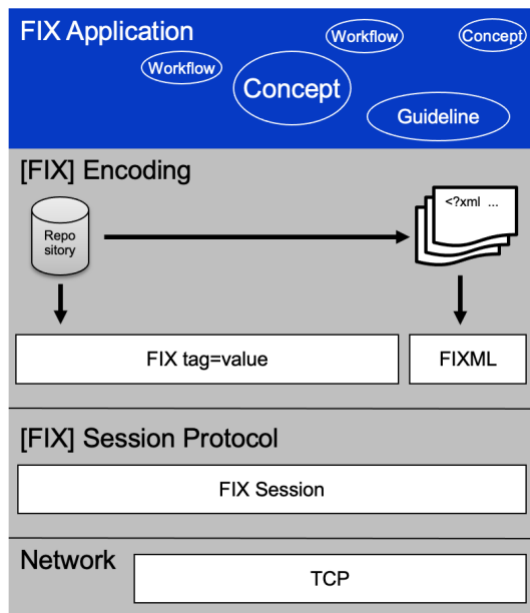 FIX Application
Workflow
Concept
Workflow
Concept
Guideline
[FIX] Encoding
Repo
sitory
<?xml ...
FIX tag=value
FIXML
[FIX] Session Protocol
FIX Session
Network
TCP